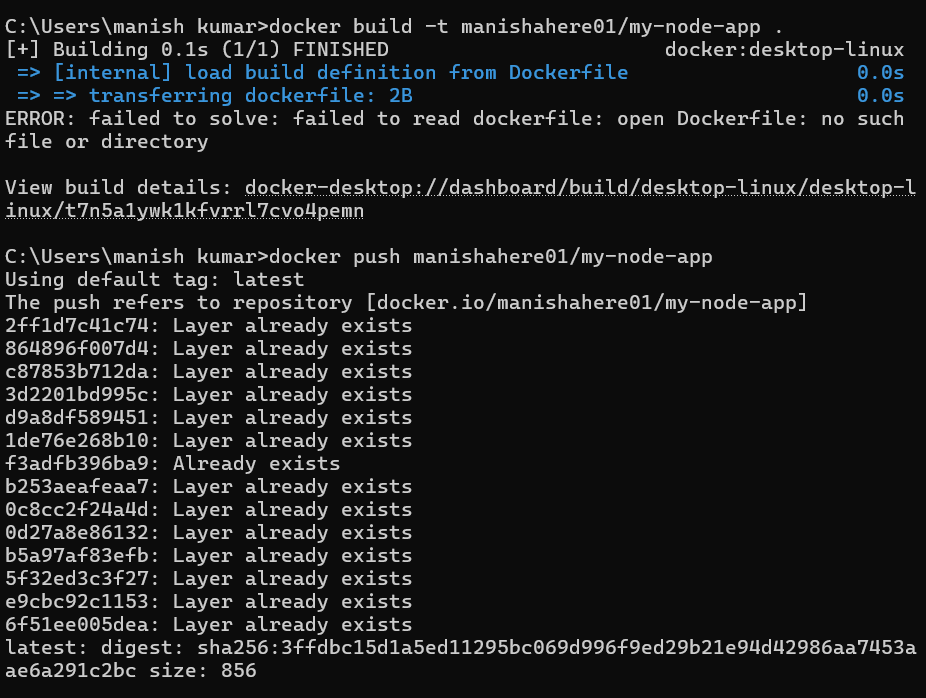 C:\Users\manish kumar>docker build -t manishahere01/my-node-app .
[+] Building 0.1s (1/1) FINISHED docker:desktop-linux
=> [internal] load build definition from Dockerfile 0.0s
=> => transferring dockerfile: 2B 0.0s
ERROR: failed to solve: failed to read dockerfile: open Dockerfile: no such
file or directory
View build details: docker-desktop://dashboard/build/desktop-linux/desktop-l
inux/t7n5a1ywk1kfvrrl7cvo4pemn
C:\Users\manish kumar>docker push manishahere01/my-node-app
Using default tag: latest
The push refers to repository [docker.io/manishahere01/my-node-app]
2ff1d7c41c74: Layer already exists
864896f007d4: Layer already exists
c87853b712da: Layer already exists
3d2201bd995c: Layer already exists
d9a8df589451: Layer already exists
1de76e268b10: Layer already exists
f3adfb396ba9: Already exists
b253aeafeaa7: Layer already exists
0c8cc2f24a4d: Layer already exists
0d27a8e86132: Layer already exists
b5a97af83efb: Layer already exists
5f32ed3c3f27: Layer already exists
e9cbc92c1153: Layer already exists
6f51ee005dea: Layer already exists
latest: digest: sha256:3ffdbc15d1a5ed11295bc069d996f9ed29b21e94d42986aa7453a
ae6a291c2bc size: 856